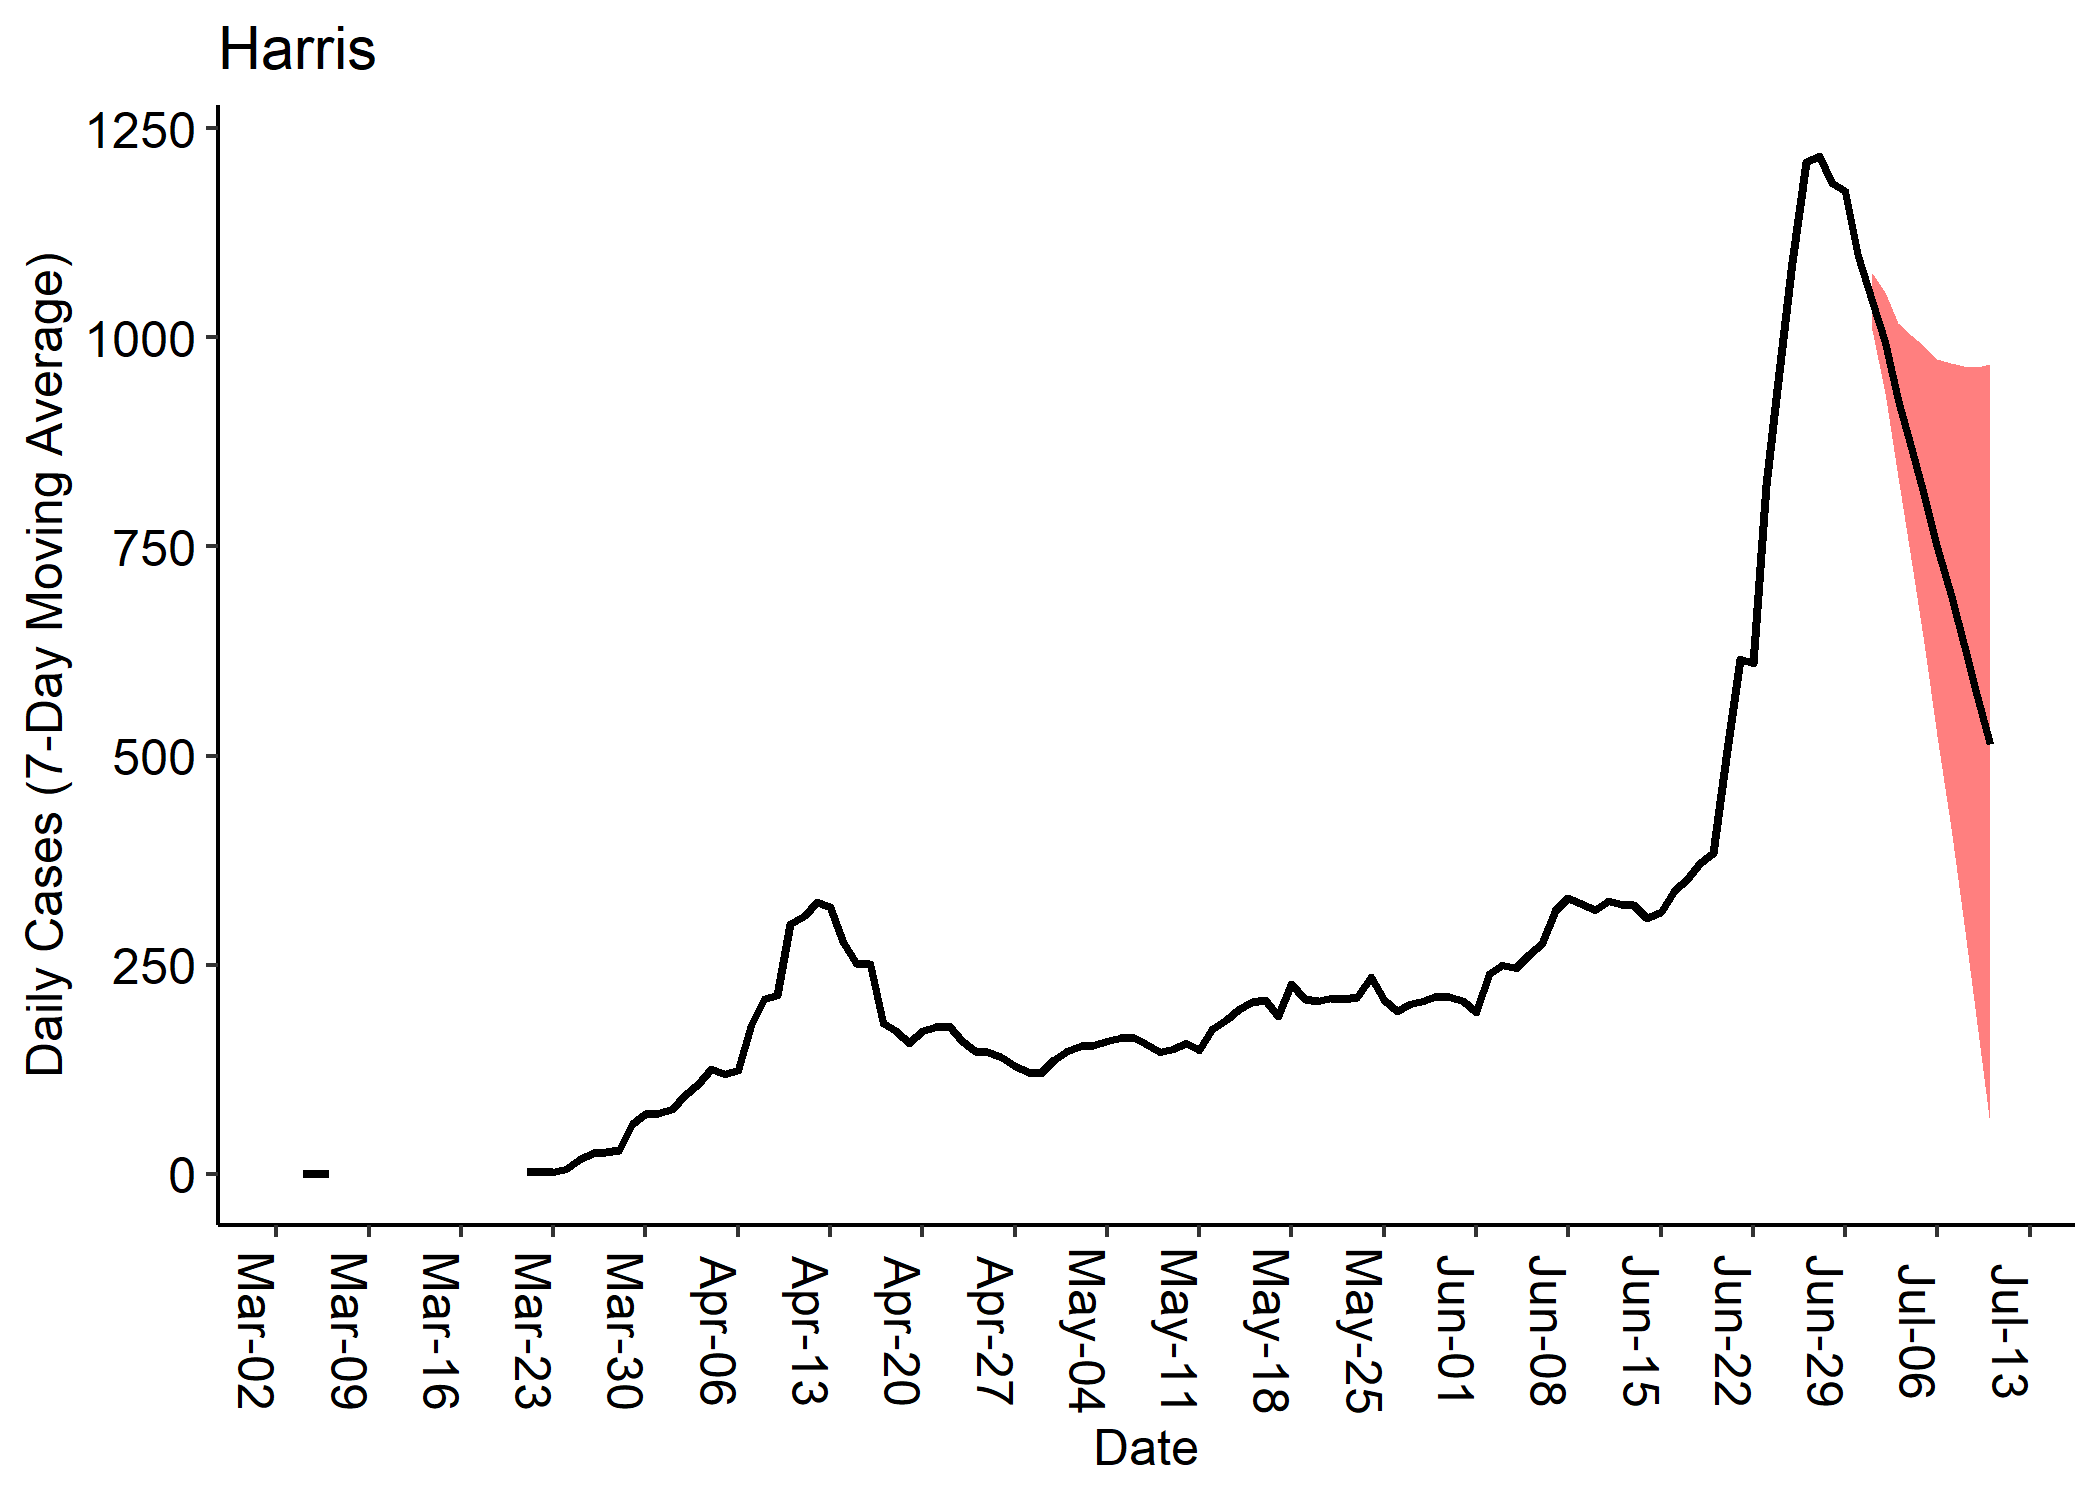 Harris
Daily Cases (7-Day Moving Average)
1250
1000
750
500
250
0
Mar-02
Mar-09
Mar-16
Mar-23
Mar-30
Apr-06
Apr-13
Apr-20
Apr-27
May-04
May-11
May-18
May-25
Jun-01
Jun-08
Jun-15
Jun-22
Jun-29
Jul-06
Jul-13
Date